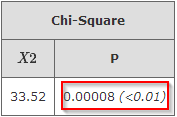 Chi-Square
X2 P
33.52 0.00008 (<0.01)